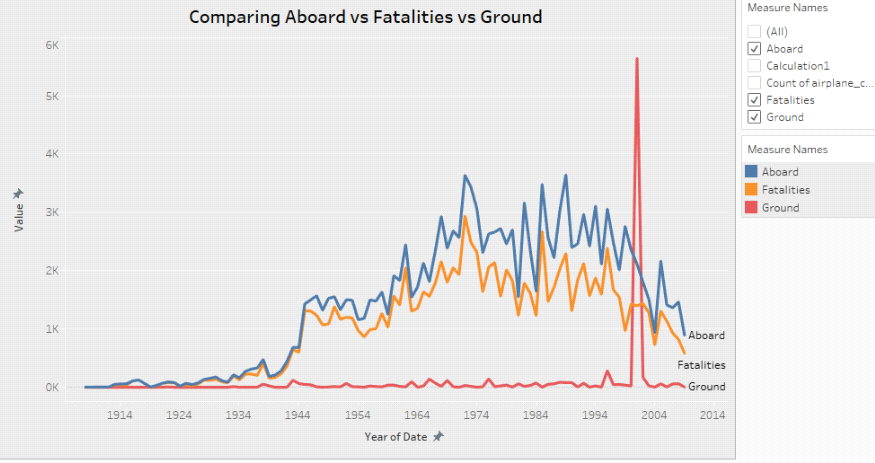 Comparing Aboard vs Fatalities vs Ground
6K
5K
4K
3K
2K
1K
0K
Value
1914
1924
1934
1944
1954
1964
1974
1984
1994
2004
2014
Year of Date
Aboard
Fatalities
Ground
Measure Names
(All)
Aboard
Calculation1
Count of airplane_c...
Fatalities
Ground
Measure Names
Aboard
Fatalities
Ground